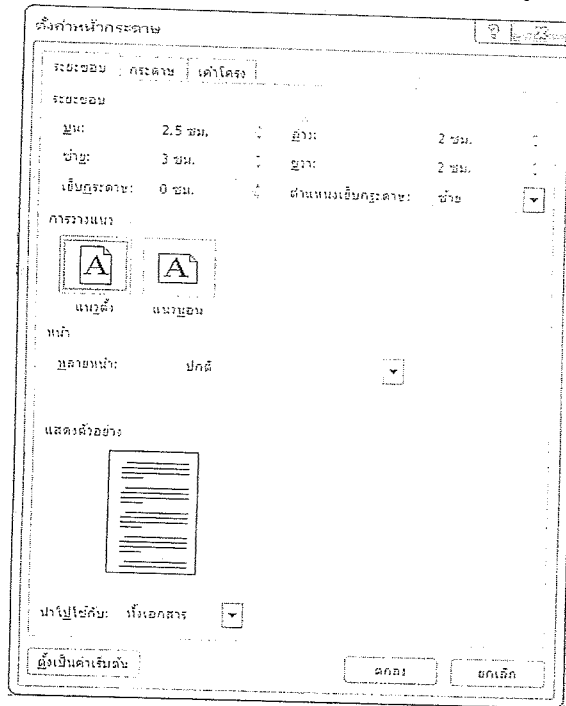 ตั้งค่าหน้ากระดาษ
ระยะขอบ กระดาษ เค้าโครง
ระยะขอบ
บน: 2.5 ซม. ล่าง: 2 ซม.
ซ้าย: 3 ซม. ขวา: 2 ซม.
เย็บกระดาษ: 0 ซม. ตำแหน่งเย็บกระดาษ: ซ้าย
การวางแนว
A A
แนวตั้ง แนวนอน
หน้า
หลายหน้า: ปกติ
แสดงตัวอย่าง
นำไปใช้กับ: ทั้งเอกสาร
ตั้งเป็นค่าเริ่มต้น ตกลง ยกเลิก